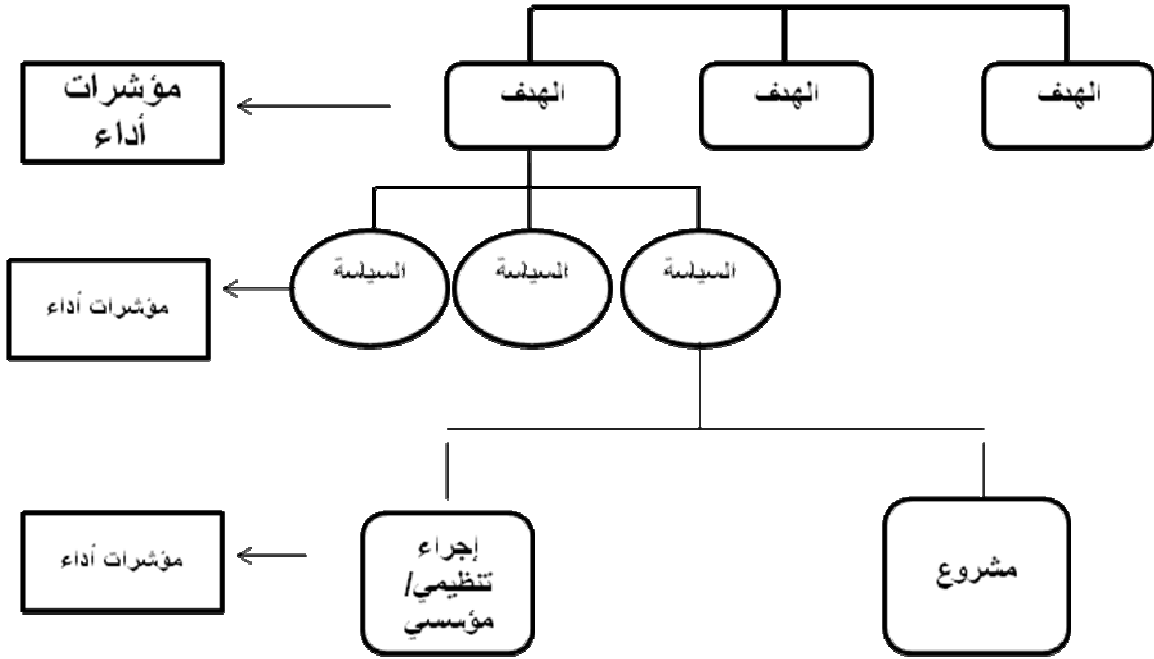 الهدف
الهدف
الهدف
مؤشرات
أداء
السياسة
السياسة
السياسة
مؤشرات أداء
مشروع
إجراء
تنظيمي/
مؤسسي
مؤشرات أداء